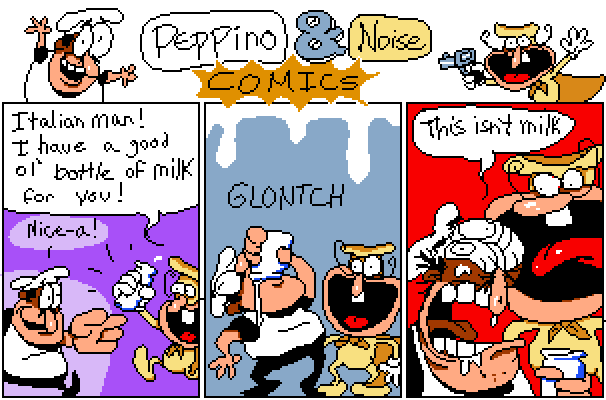 Peppino & Noise
COMICS
Italian man!
I have a good
ol' bottle of milk
for you!
Nice-a!
GLONTCH
This isn't milk